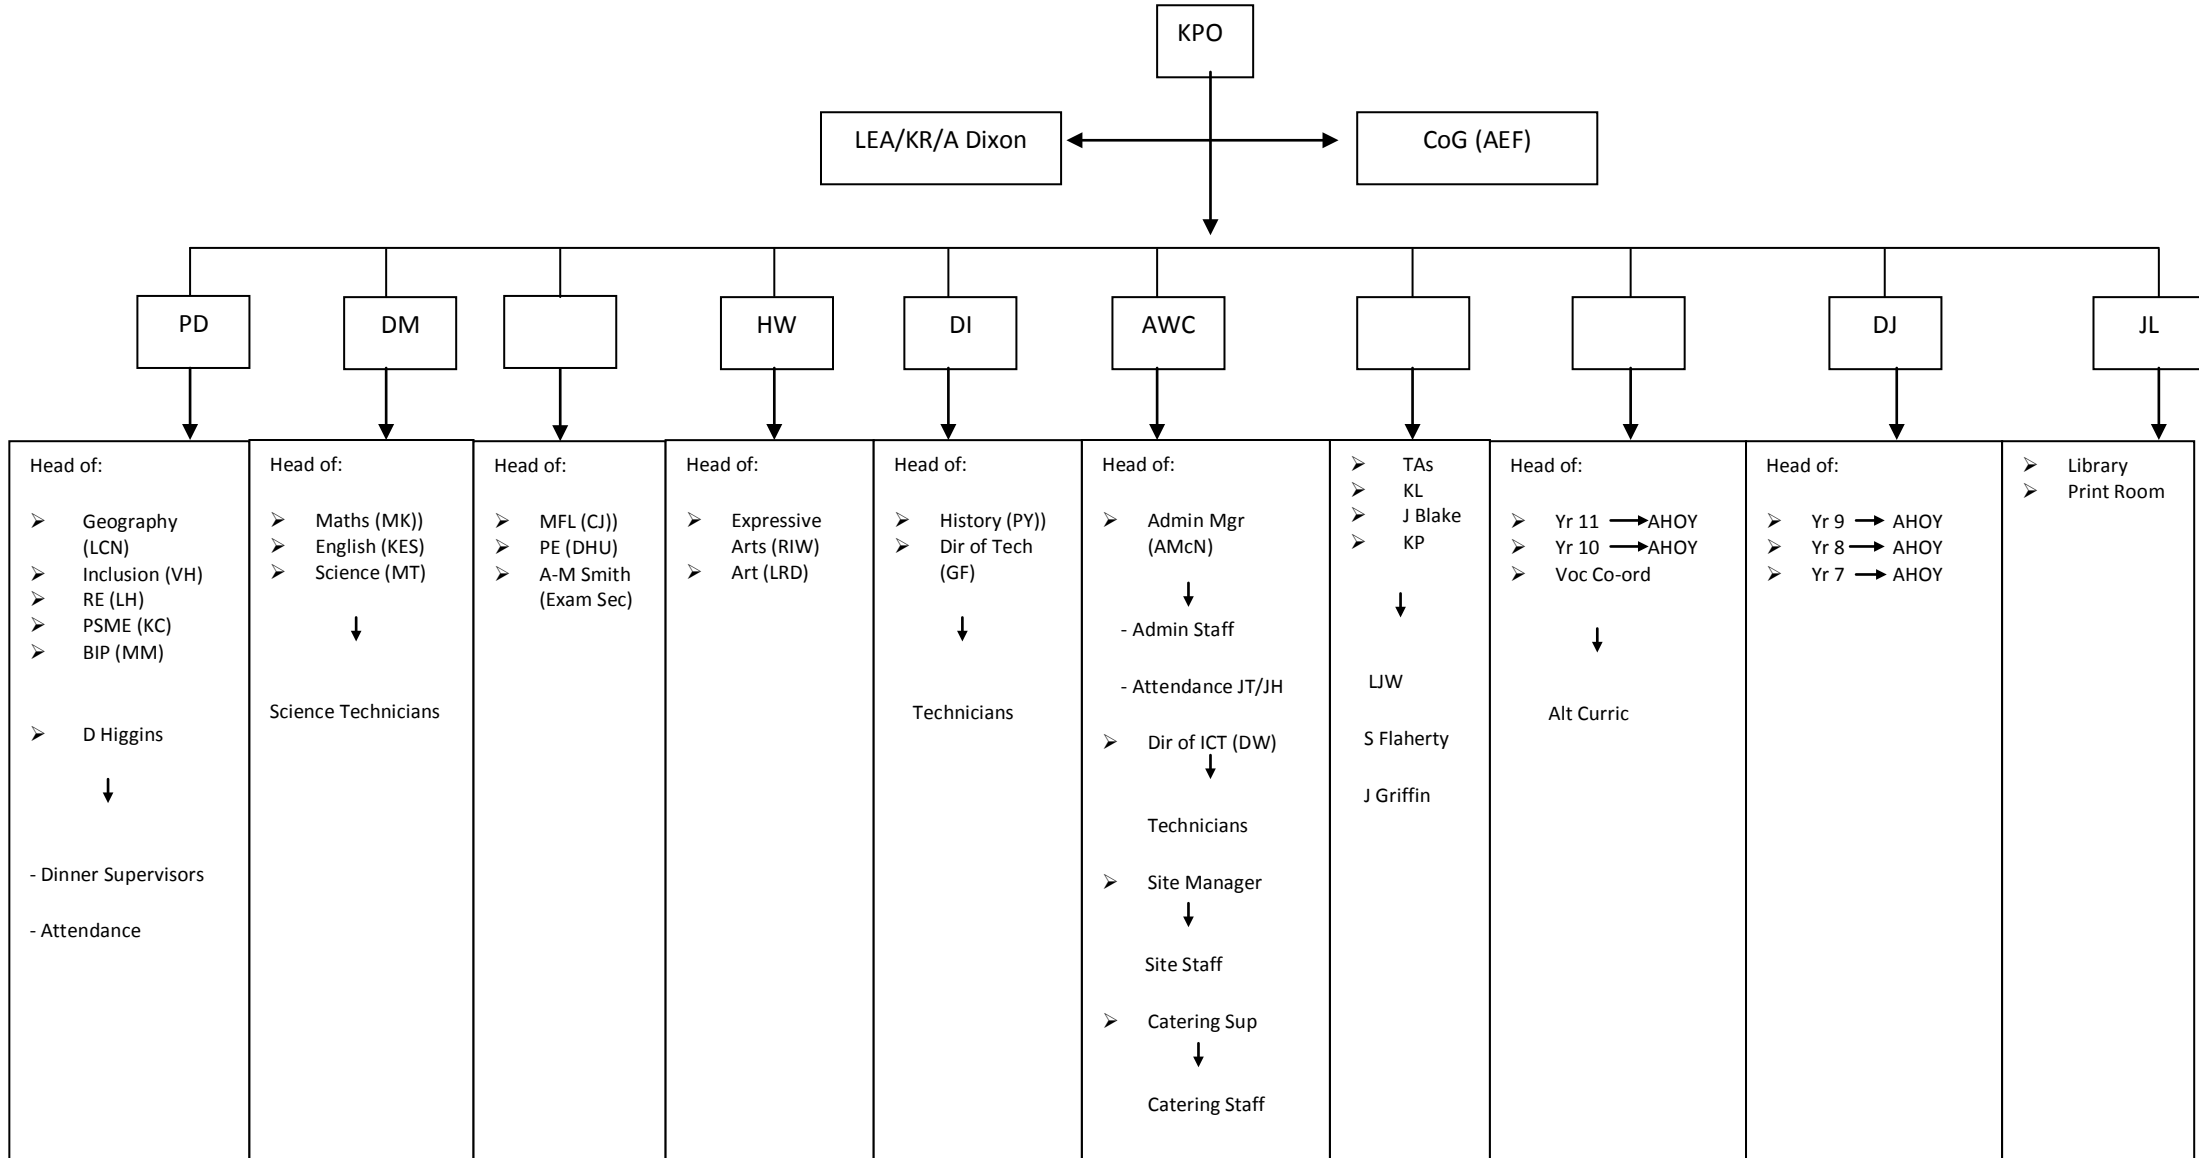 KPO
LEA/KR/A Dixon
CoG (AEF)
PD
DM
HW
DI
AWC
DJ
JL
Head of:
Geography
(LCN)
Inclusion (VH)
RE (LH)
PSME (KC)
BIP (MM)
D Higgins
- Dinner Supervisors
- Attendance
Head of:
Maths (MK))
English (KES)
Science (MT)
Science Technicians
Head of:
MFL (CJ))
PE (DHU)
A-M Smith
(Exam Sec)
Head of:
Expressive
Arts (RIW)
Art (LRD)
Head of:
History (PY))
Dir of Tech
(GF)
Technicians
Head of:
Admin Mgr
(AMcN)
- Admin Staff
- Attendance JT/JH
Dir of ICT (DW)
Technicians
Site Manager
Site Staff
Catering Sup
Catering Staff
TAs
KL
J Blake
KP
LJW
S Flaherty
J Griffin
Head of:
Yr 11 AHOY
Yr 10 AHOY
Voc Co-ord
Alt Curric
Head of:
Yr 9 AHOY
Yr 8 AHOY
Yr 7 AHOY
Library
Print Room